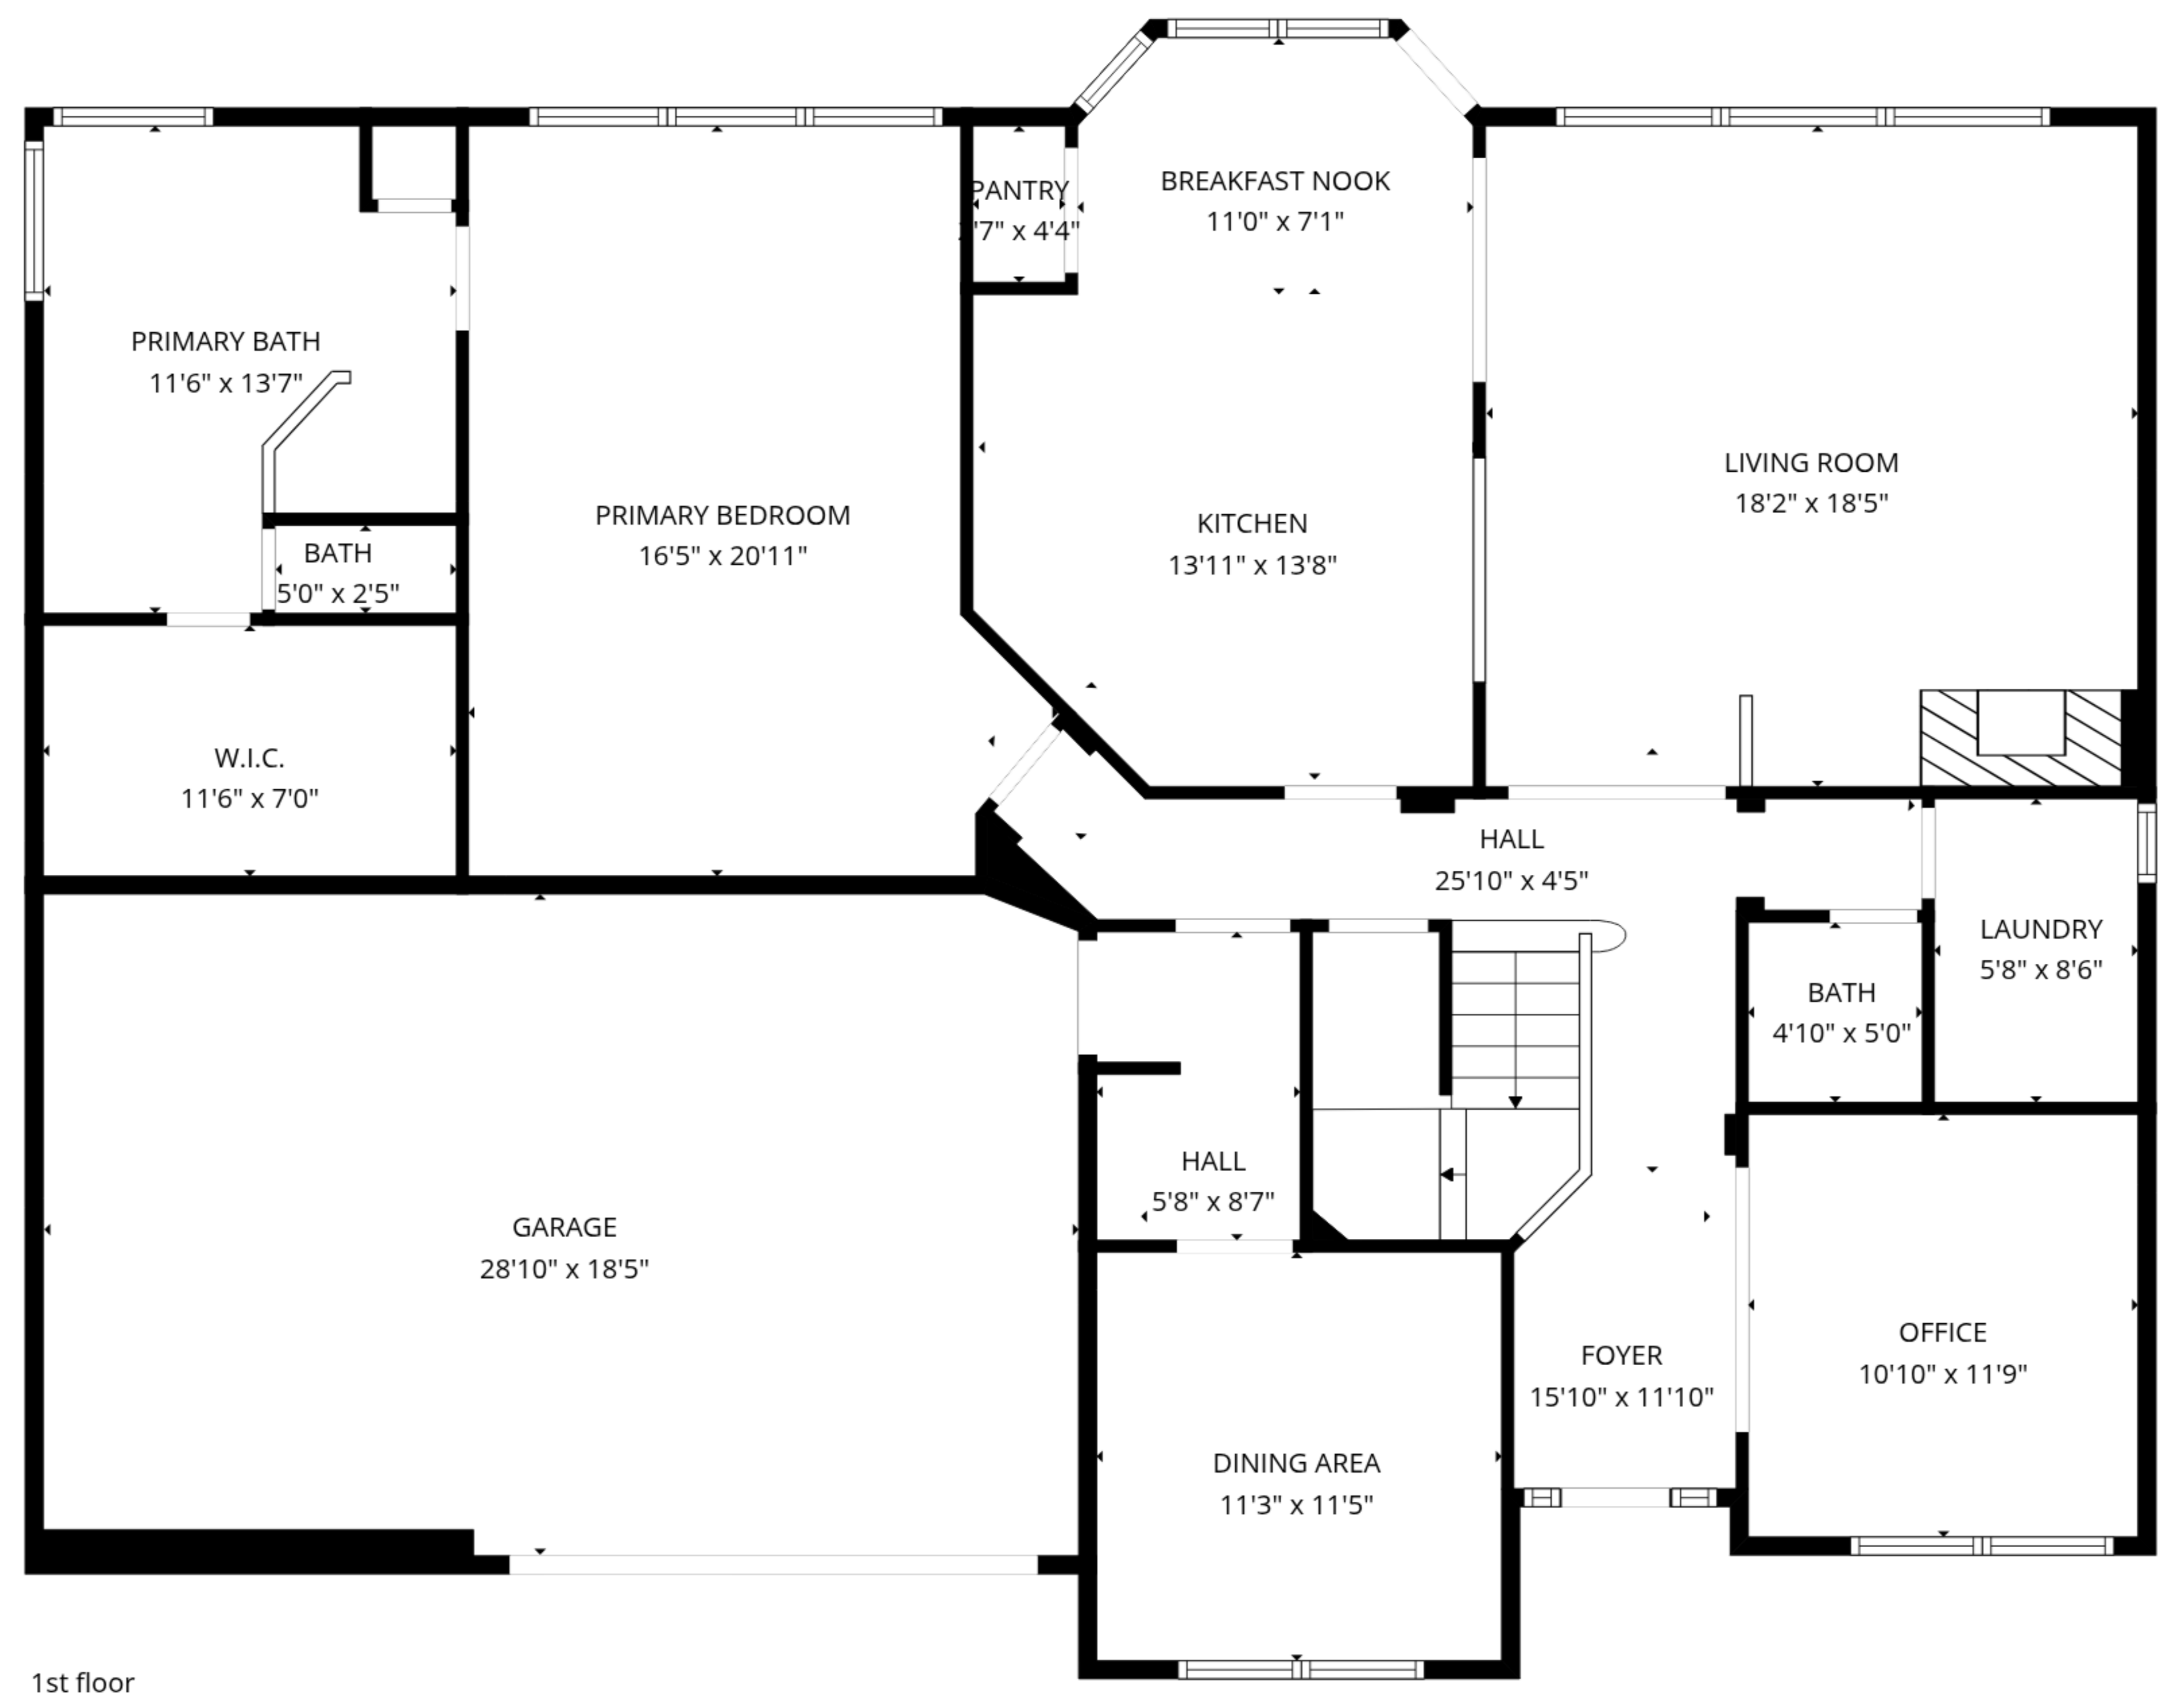 BREAKFAST NOOK
11'0" x 7'1"
PANTRY
'7" x 4'4"
PRIMARY BATH
11'6" x 13'7"
LIVING ROOM
18'2" x 18'5"
PRIMARY BEDROOM
16'5" x 20'11"
KITCHEN
13'11" x 13'8"
BATH
5'0" x 2'5"
W.I.C.
11'6" x 7'0"
HALL
25'10" x 4'5"
LAUNDRY
5'8" x 8'6"
BATH
4'10" x 5'0"
HALL
5'8" x 8'7"
GARAGE
28'10" x 18'5"
OFFICE
10'10" x 11'9"
FOYER
15'10" x 11'10"
DINING AREA
11'3" x 11'5"
1st floor